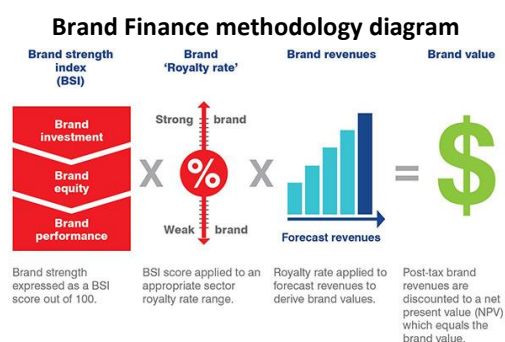 Brand Finance methodology diagram
Brand strength
index
(BSI)
Brand
'Royalty rate'
Brand revenues
Brand value
Brand
investment
Brand
equity
Brand
performance
X
Strong brand
%
Weak brand
X
Forecast revenues
=
$
Brand strength
expressed as a BSI
score out of 100.
BSI score applied to an
appropriate sector
royalty rate range.
Royalty rate applied to
forecast revenues to
derive brand values.
Post-tax brand
revenues are
discounted to a net
present value (NPV)
which equals the
brand value.